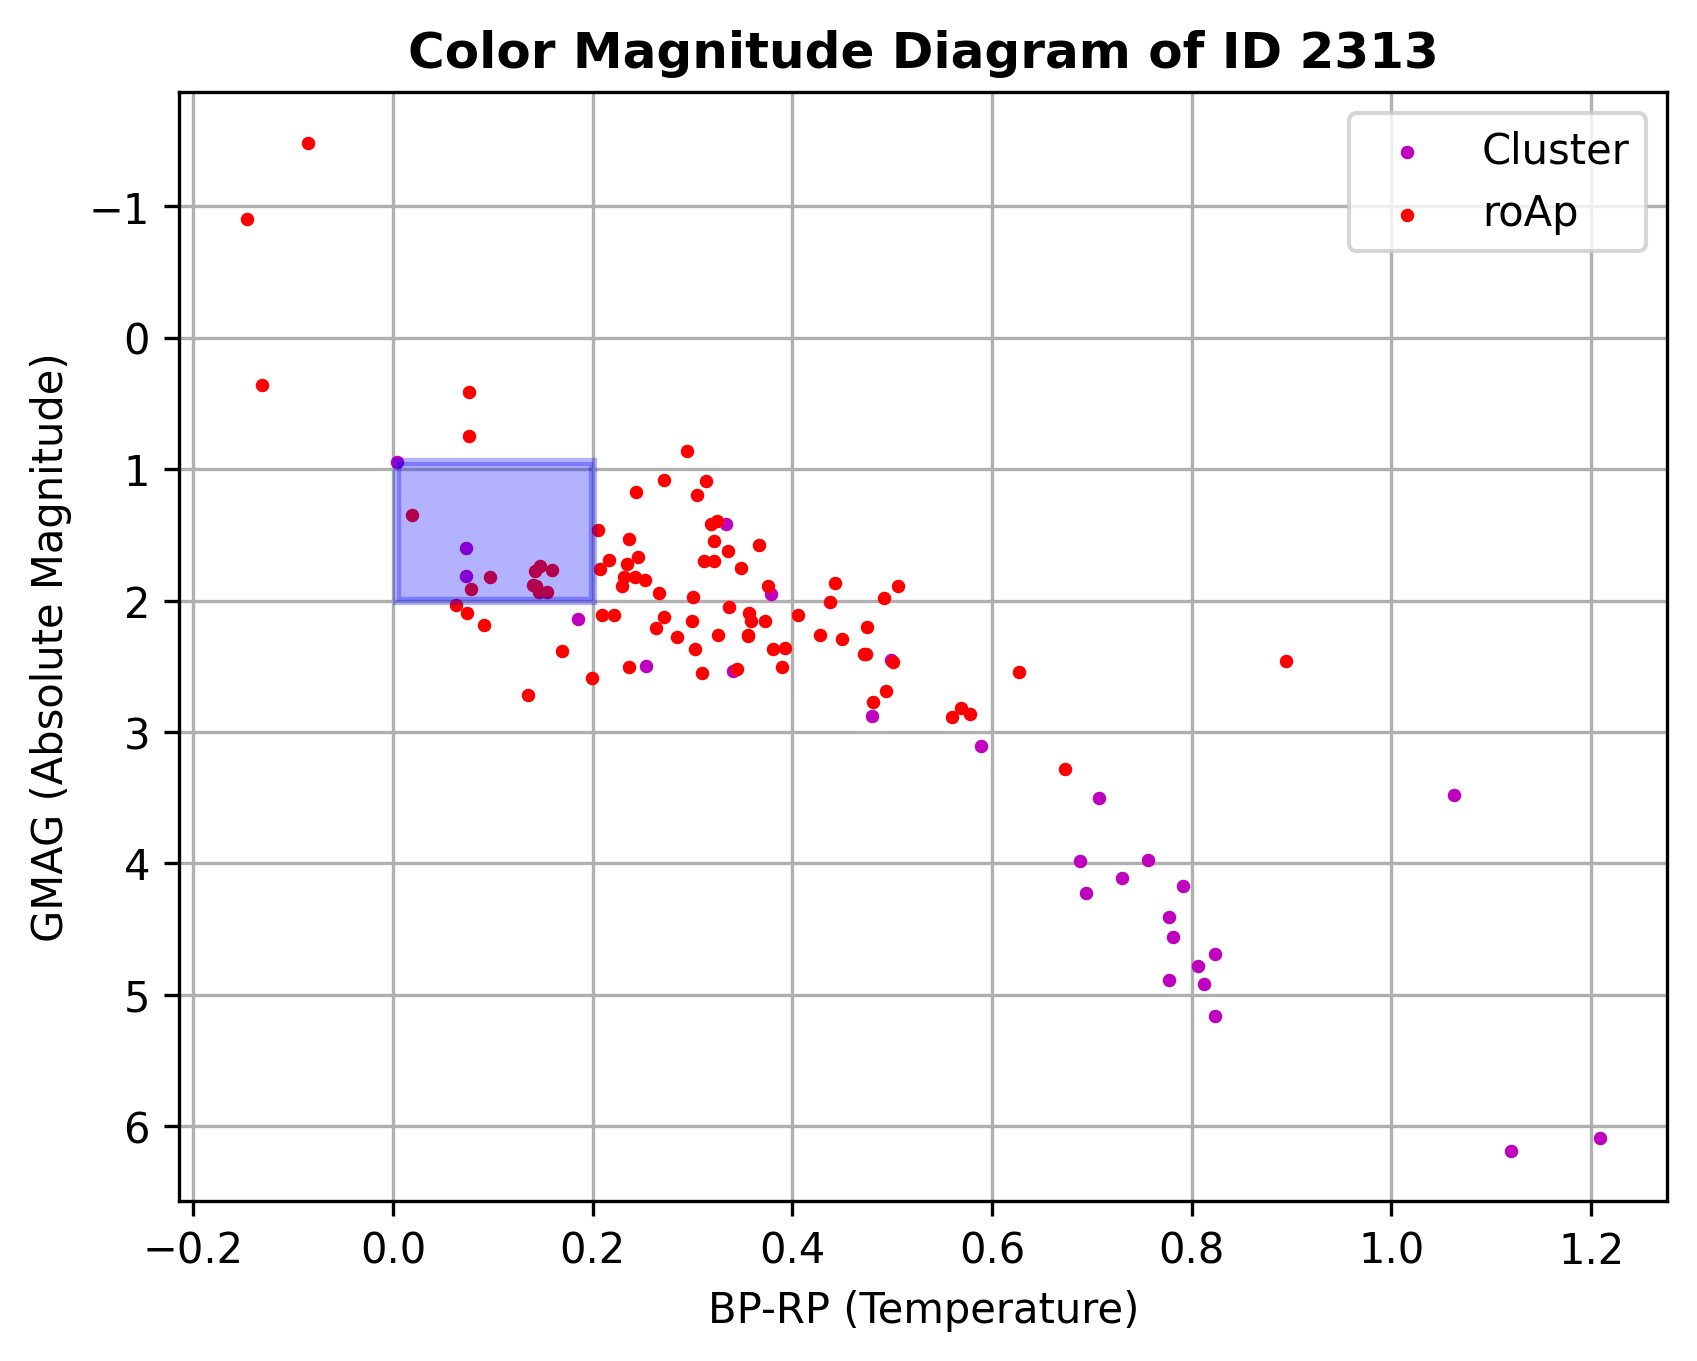 Color Magnitude Diagram of ID 2313
Cluster
roAp
GMAG (Absolute Magnitude)
−1
0
1
2
3
4
5
6
−0.2 0.0 0.2 0.4 0.6 0.8 1.0 1.2
BP-RP (Temperature)